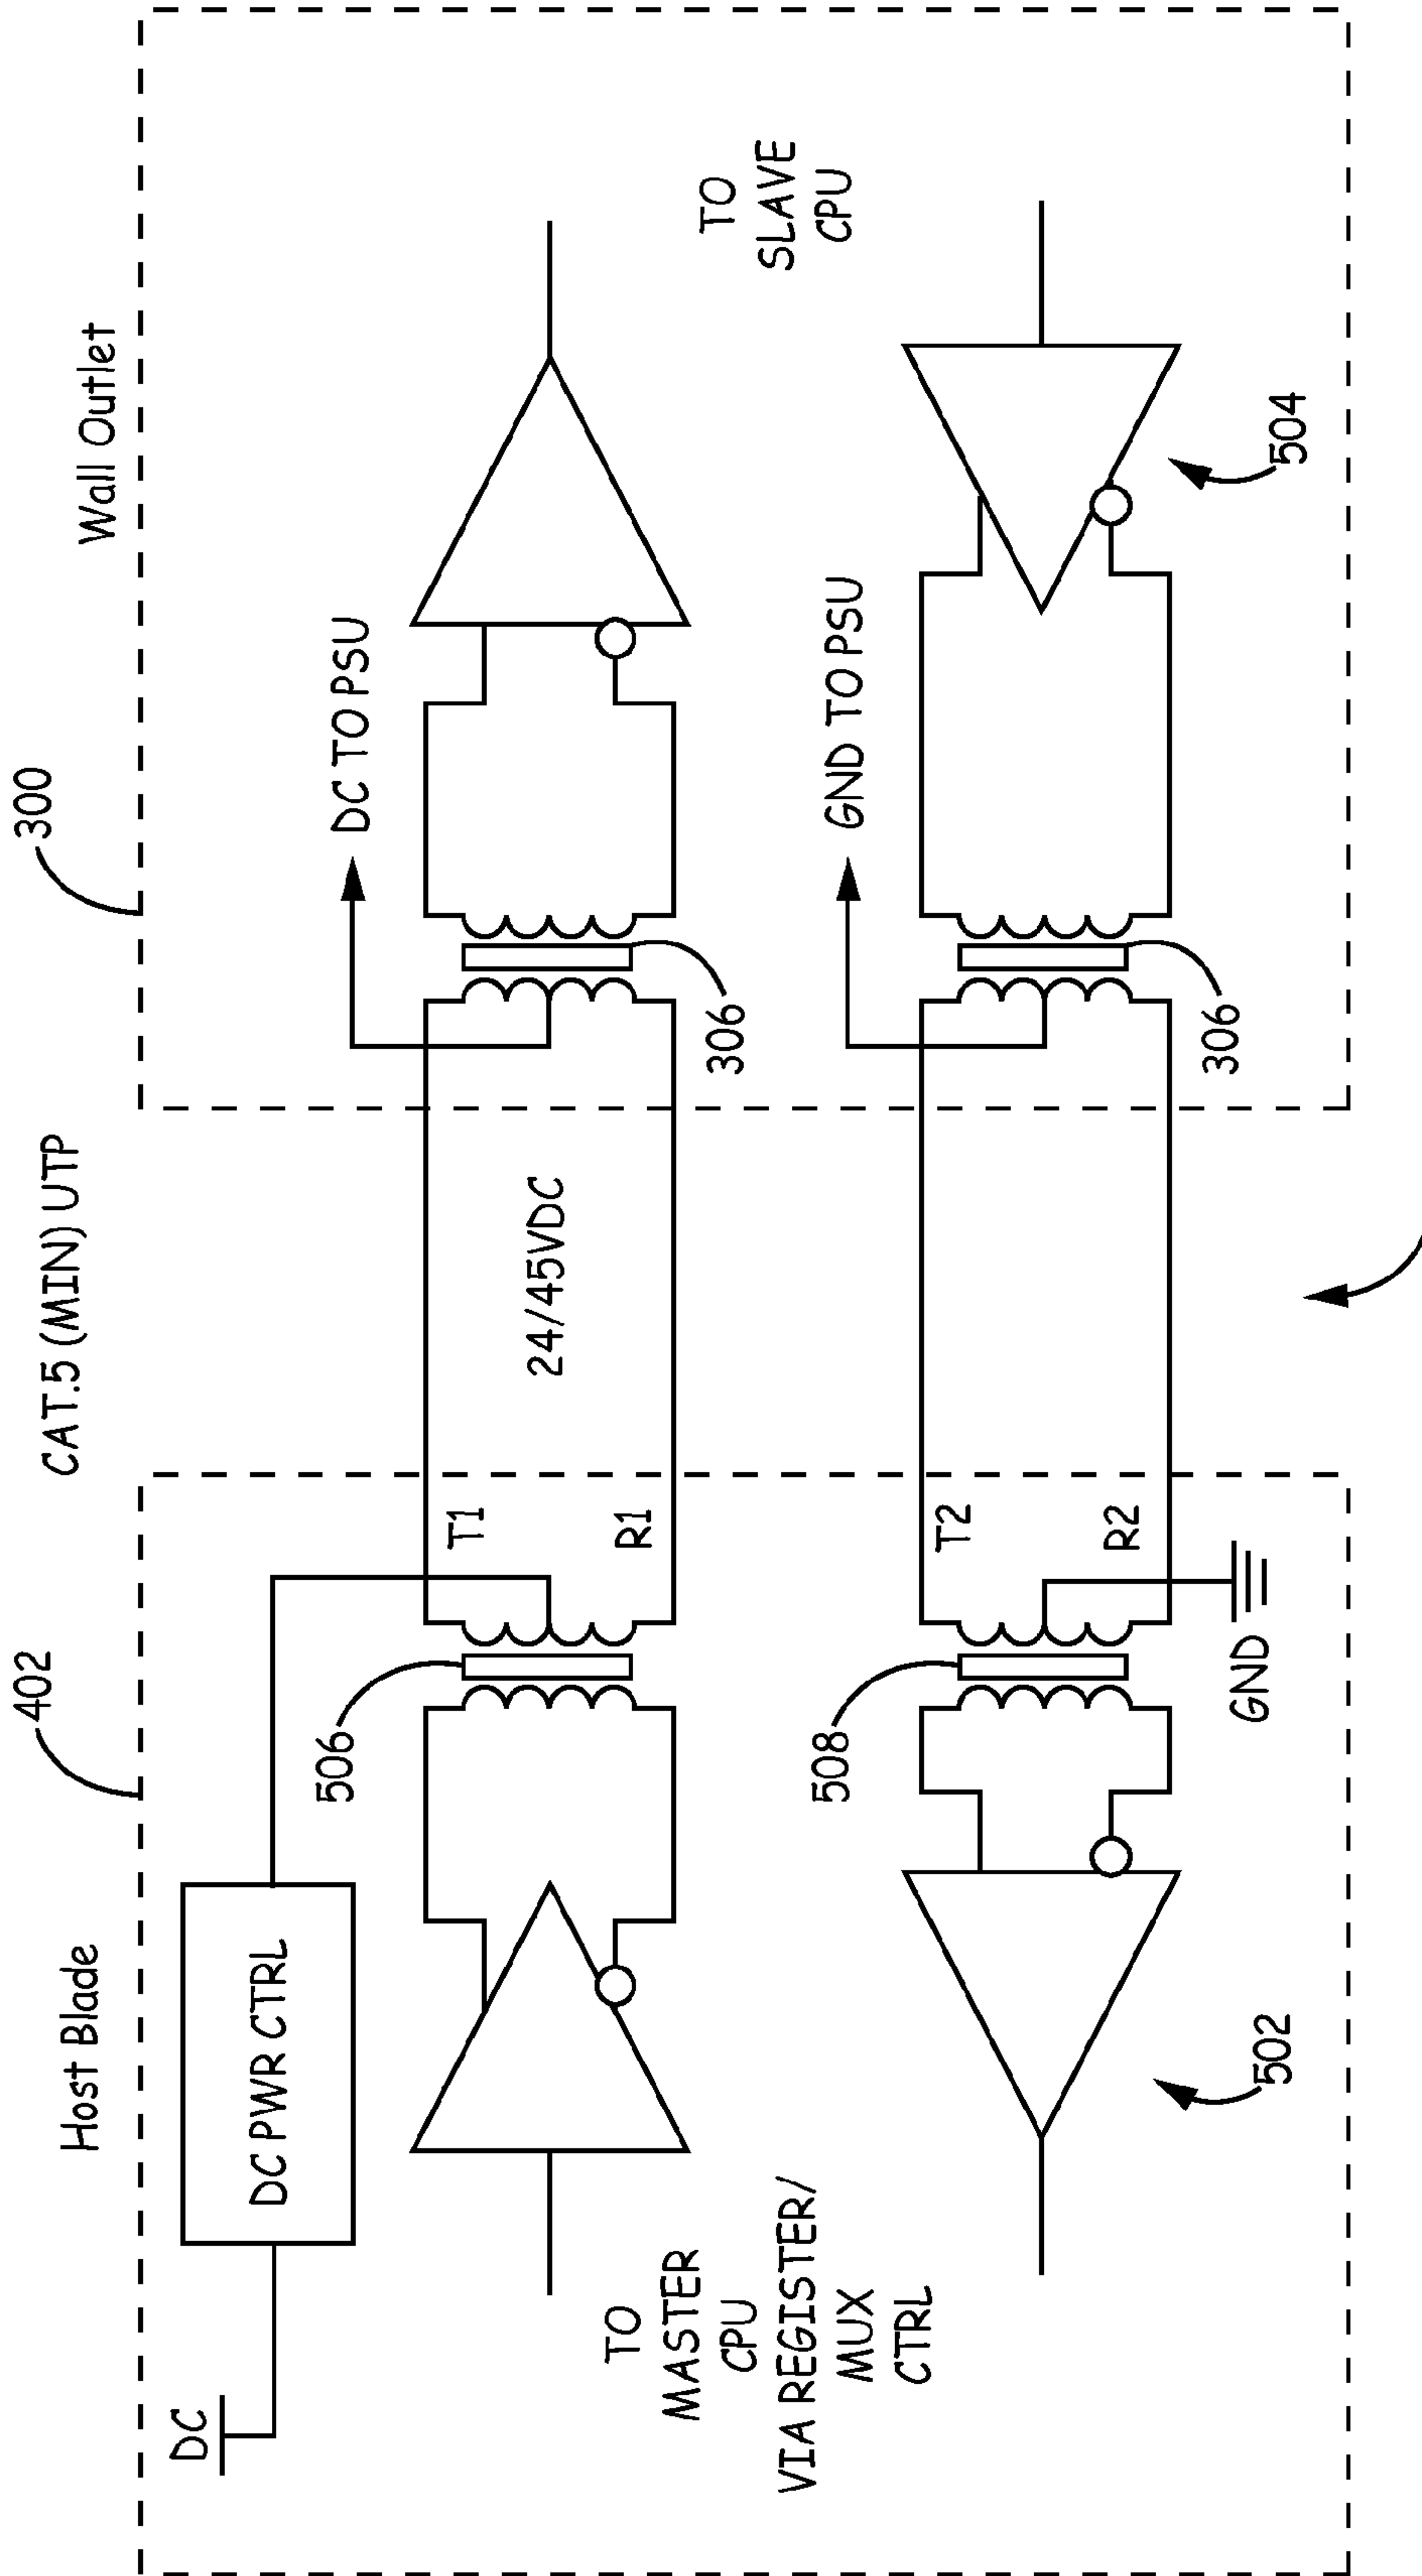 402
CAT.5 (MIN) UTP
300
Host Blade
Wall Outlet
DC
DC PWR CTRL
506
T1
R1
24/45VDC
DC TO PSU
306
TO
MASTER
CPU
VIA REGISTER/
MUX
CTRL
TO
SLAVE
CPU
508
T2
R2
GND
GND TO PSU
306
502
504